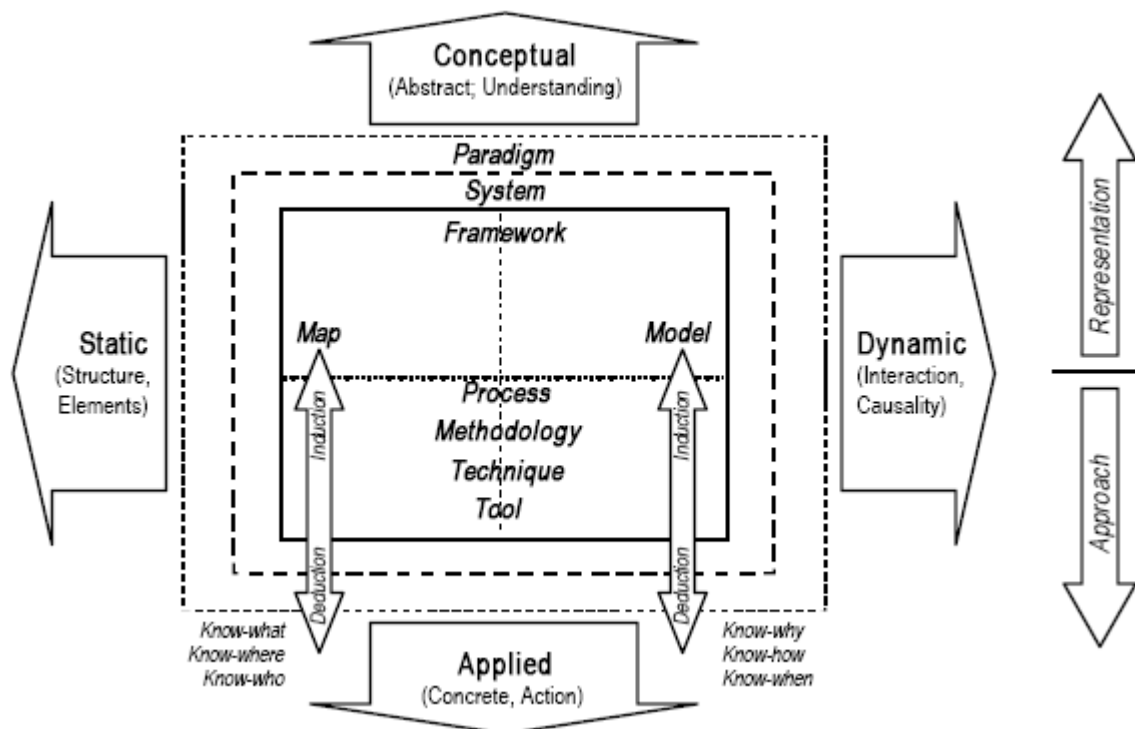 Conceptual
(Abstract; Understanding)
Paradigm
System
Framework
Map
Model
Static
(Structure,
Elements)
Dynamic
(Interaction,
Causality)
Representation
Approach
Process
Methodology
Technique
Tool
Induction
Deduction
Induction
Deduction
Know-what
Know-where
Know-who
Know-why
Know-how
Know-when
Applied
(Concrete, Action)